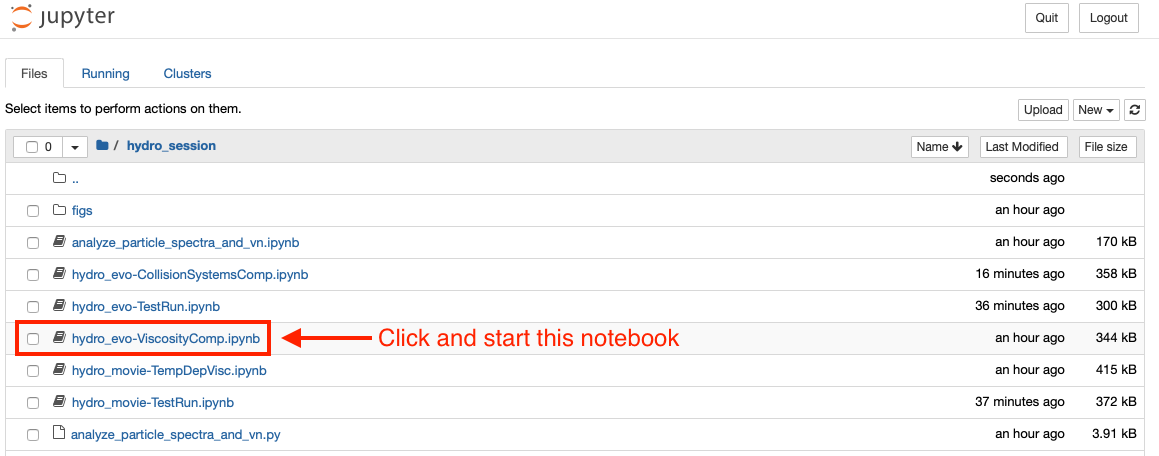 jupyter Quit Logout
Files Running Clusters
Select items to perform actions on them. Upload New
0 / hydro_session Name Last Modified File size
.. seconds ago
figs an hour ago
analyze_particle_spectra_and_vn.ipynb an hour ago 170 kB
hydro_evo-CollisionSystemsComp.ipynb 16 minutes ago 358 kB
hydro_evo-TestRun.ipynb 36 minutes ago 300 kB
hydro_evo-ViscosityComp.ipynb Click and start this notebook an hour ago 344 kB
hydro_movie-TempDepVisc.ipynb an hour ago 415 kB
hydro_movie-TestRun.ipynb 37 minutes ago 372 kB
analyze_particle_spectra_and_vn.py an hour ago 3.91 kB